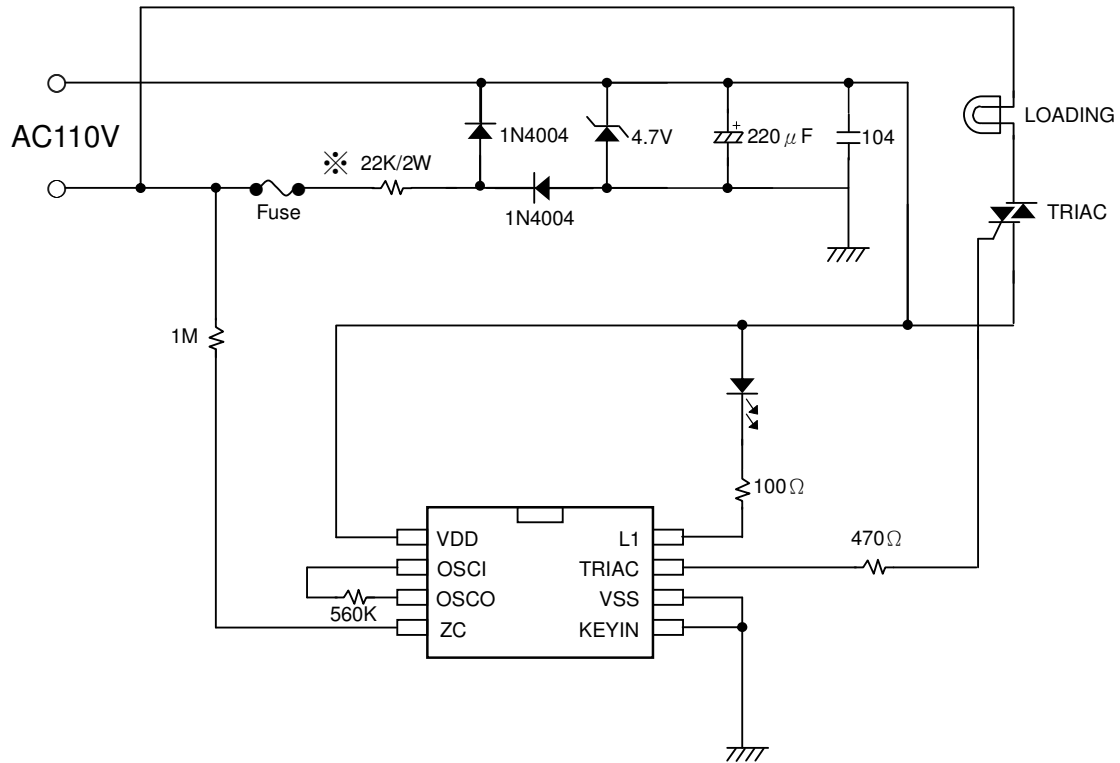 AC110V
Fuse
※ 22K/2W
1N4004
1N4004
4.7V
+
220μF
104
LOADING
TRIAC
1M
100Ω
470Ω
560K
VDD
OSCI
OSCO
ZC
L1
TRIAC
VSS
KEYIN